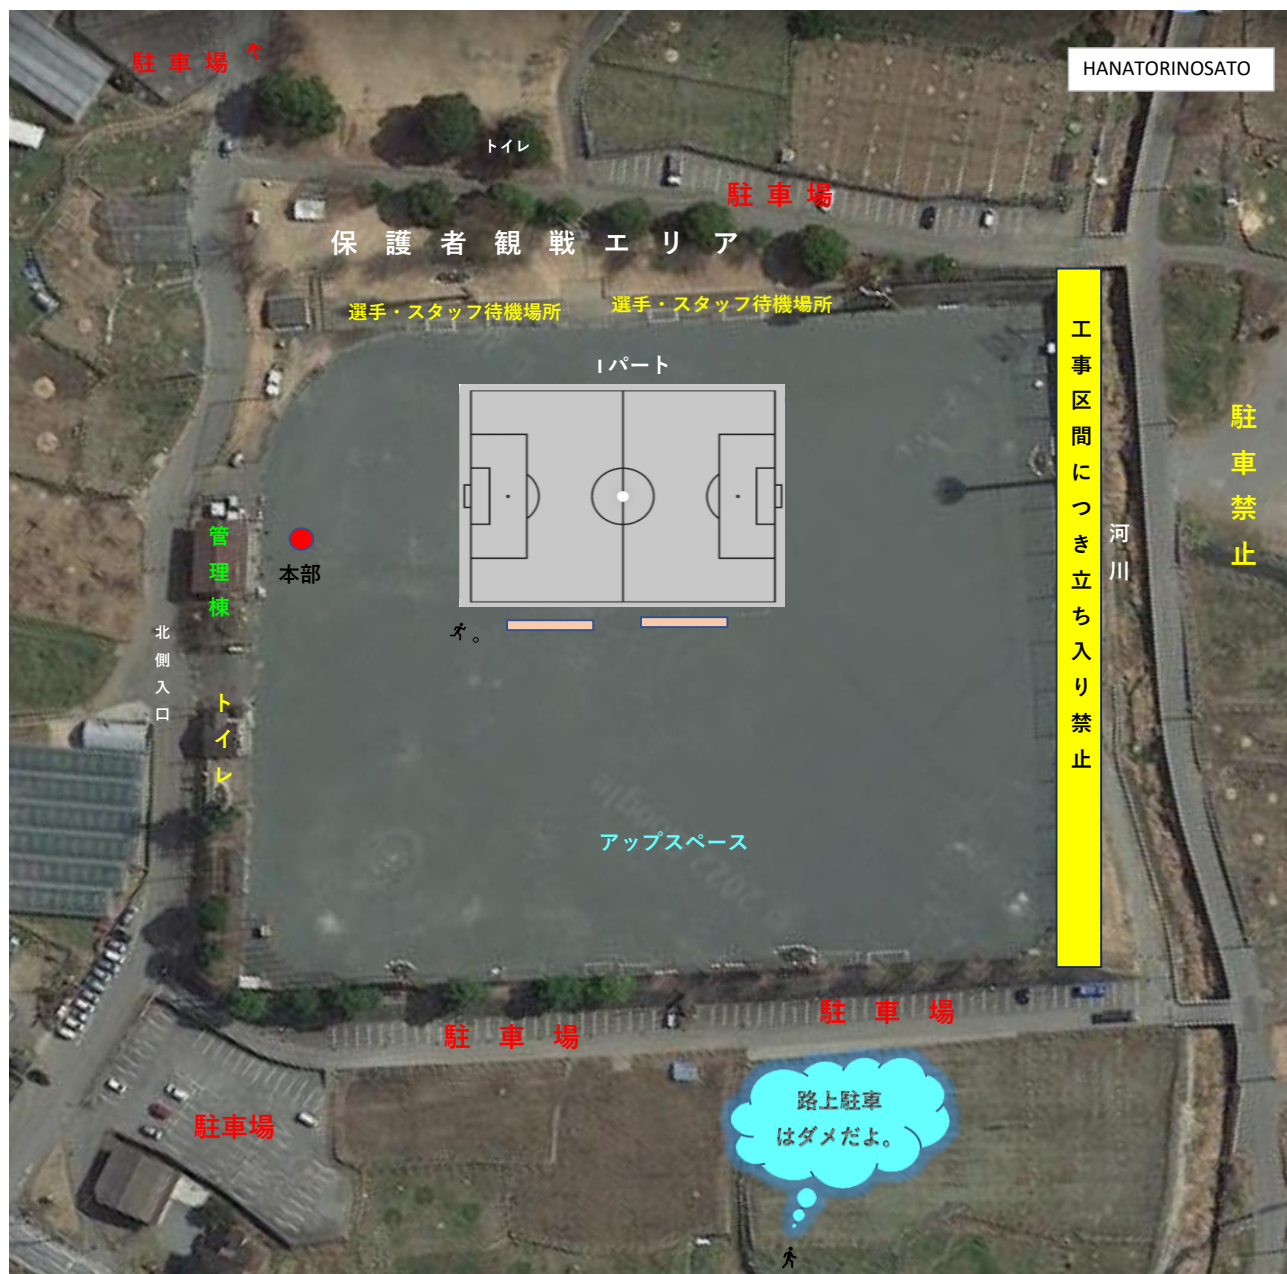 駐車場
HANATORINOSATO
トイレ
駐車場
保護者観戦エリア
選手・スタッフ待機場所
選手・スタッフ待機場所
Iパート
工事区間につき立ち入り禁止
駐車禁止
河川
管理棟
本部
北側入口
トイレ
アップスペース
駐車場
駐車場
駐車場
路上駐車
はダメだよ。